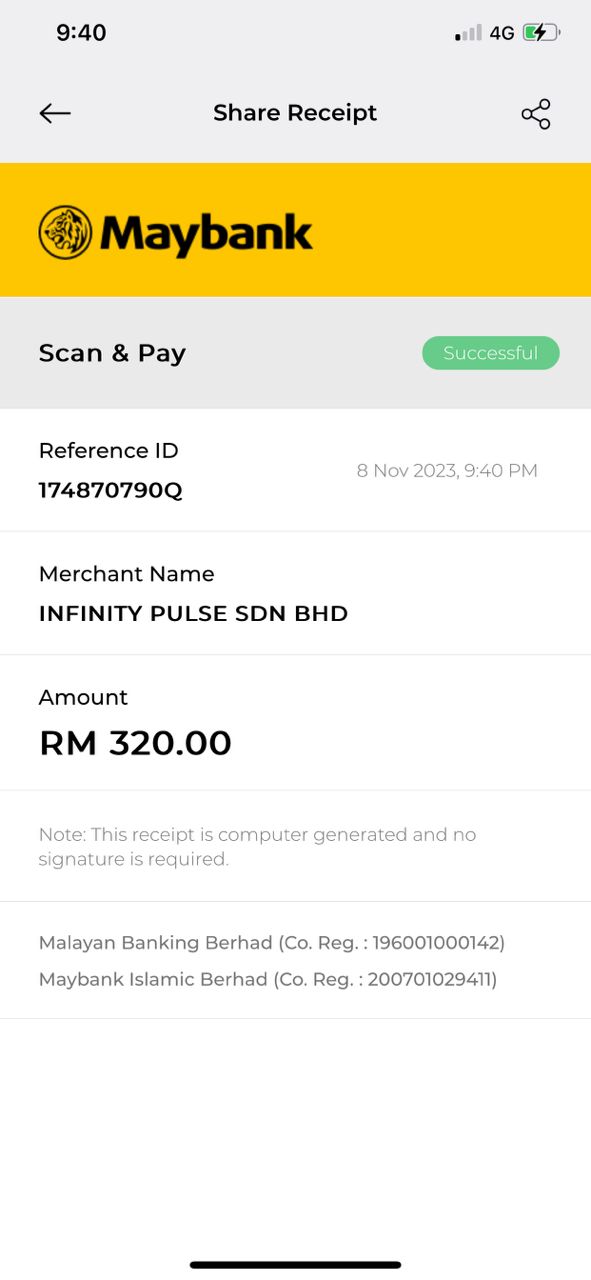 9:40
4G
Share Receipt
Maybank
Scan & Pay
Successful
Reference ID
8 Nov 2023, 9:40 PM
174870790Q
Merchant Name
INFINITY PULSE SDN BHD
Amount
RM 320.00
Note: This receipt is computer generated and no
signature is required.
Malayan Banking Berhad (Co. Reg. : 196001000142)
Maybank Islamic Berhad (Co. Reg. : 200701029411)